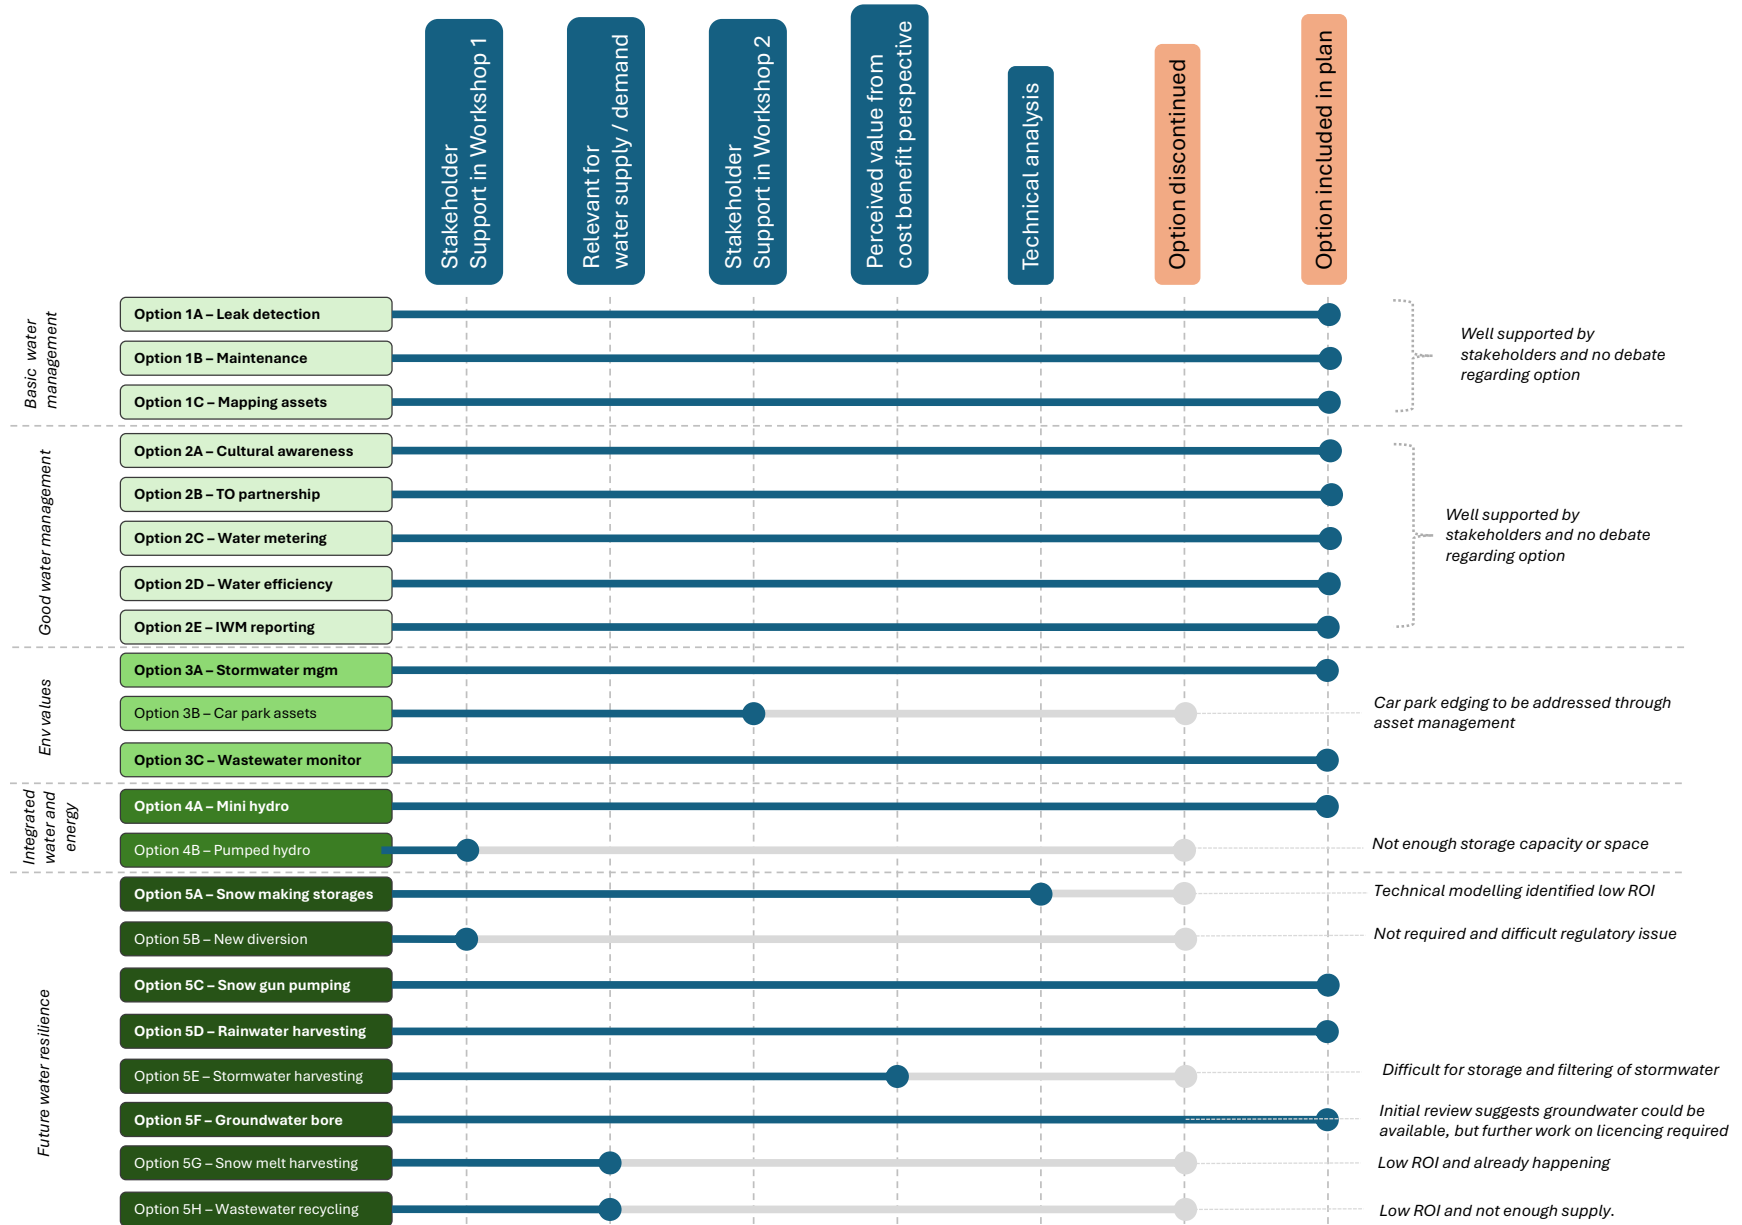 Stakeholder
Support in Workshop 1
Relevant for
water supply / demand
Stakeholder
Support in Workshop 2
Perceived value from
cost benefit perspective
Technical analysis
Option discontinued
Option included in plan
Basic water
management
Option 1A – Leak detection
Option 1B – Maintenance
Option 1C – Mapping assets
Well supported by
stakeholders and no debate
regarding option
Good water management
Option 2A – Cultural awareness
Option 2B – TO partnership
Option 2C – Water metering
Option 2D – Water efficiency
Option 2E – IWM reporting
Well supported by
stakeholders and no debate
regarding option
Env values
Option 3A – Stormwater mgm
Option 3B – Car park assets
Car park edging to be addressed through
asset management
Option 3C – Wastewater monitor
Integrated
water and
energy
Option 4A – Mini hydro
Option 4B – Pumped hydro
Not enough storage capacity or space
Future water resilience
Option 5A – Snow making storages
Technical modelling identified low ROI
Option 5B – New diversion
Not required and difficult regulatory issue
Option 5C – Snow gun pumping
Option 5D – Rainwater harvesting
Option 5E – Stormwater harvesting
Difficult for storage and filtering of stormwater
Option 5F – Groundwater bore
Initial review suggests groundwater could be
available, but further work on licencing required
Option 5G – Snow melt harvesting
Low ROI and already happening
Option 5H – Wastewater recycling
Low ROI and not enough supply.